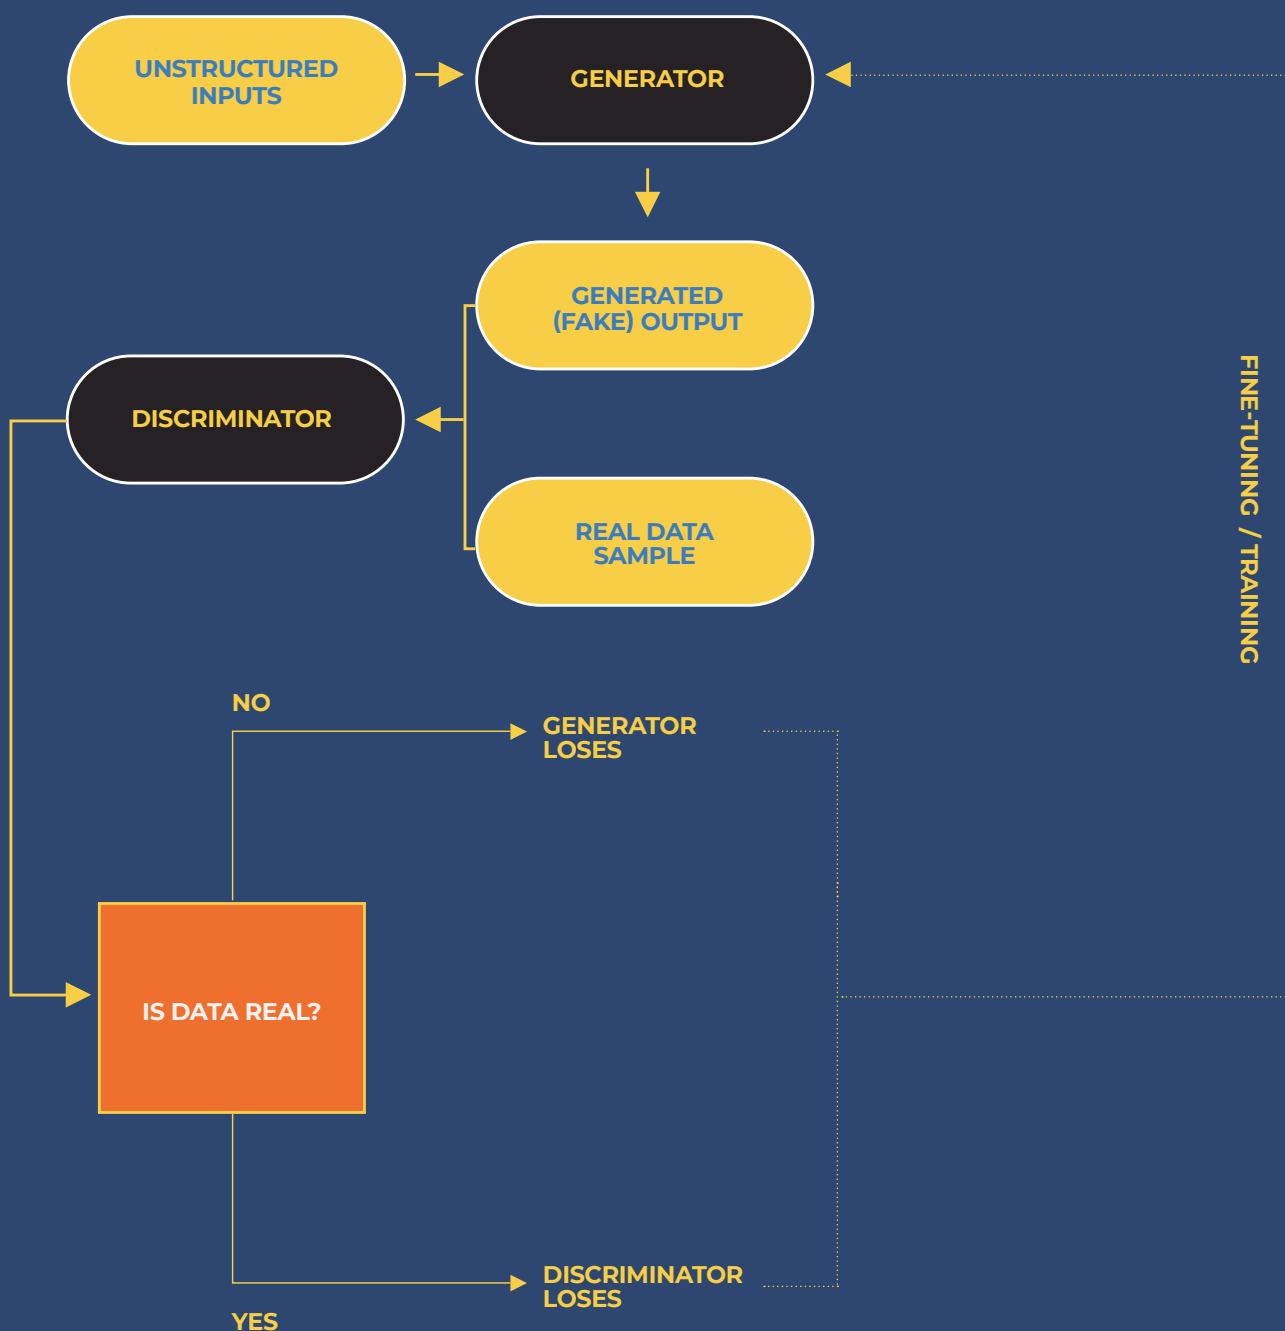 UNSTRUCTURED
INPUTS
GENERATOR
GENERATED
(FAKE) OUTPUT
DISCRIMINATOR
REAL DATA
SAMPLE
FINE-TUNING / TRAINING
NO
GENERATOR
LOSES
IS DATA REAL?
DISCRIMINATOR
LOSES
YES